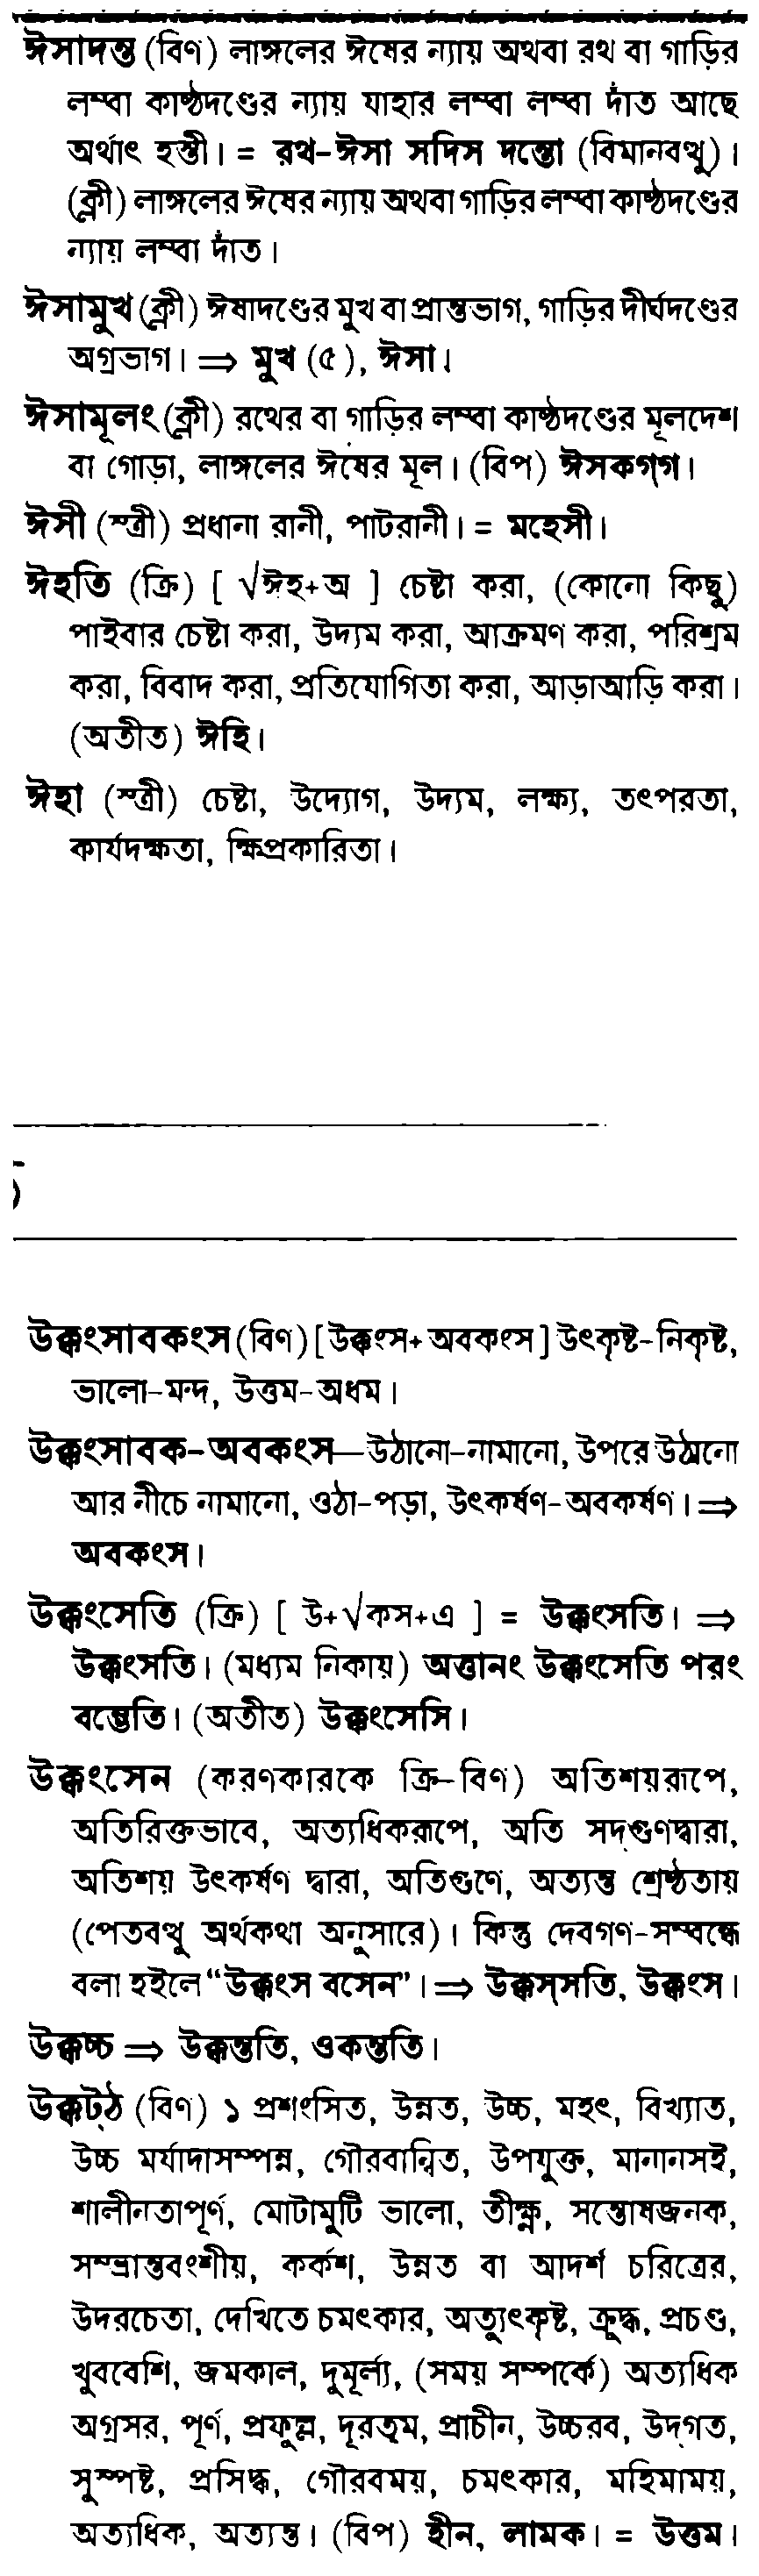 ঈসাদন্ত (বিণ) লাঙ্গলের ঈষের ন্যায় অথবা রথ বা গাড়ির
লম্বা কাষ্ঠদণ্ডের ন্যায় যাহার লম্বা লম্বা দাঁত আছে
অর্থাৎ হস্তী। = রথ-ঈসা সদিস দন্তো (বিমানবত্থু)।
(ক্লী) লাঙ্গলের ঈষের ন্যায় অথবা গাড়ির লম্বা কাষ্ঠদণ্ডের
ন্যায় লম্বা দাঁত।
ঈসামুখ (ক্লী) ঈষাদণ্ডের মুখ বা প্রান্তভাগ, গাড়ির দীর্ঘদণ্ডের
অগ্রভাগ। ⇒ মুখ (৫), ঈসা।
ঈসামূলং (ক্লী) রথের বা গাড়ির লম্বা কাষ্ঠদণ্ডের মূলদেশ
বা গোড়া, লাঙ্গলের ঈষের মূল। (বিপ) ঈসকগ্গ।
ঈসী (স্ত্রী) প্রধানা রানী, পাটরানী। = মহেসী।
ঈহতি (ক্রি) [ √ঈহ+অ ] চেষ্টা করা, (কোনো কিছু)
পাইবার চেষ্টা করা, উদ্যম করা, আক্রমণ করা, পরিশ্রম
করা, বিবাদ করা, প্রতিযোগিতা করা, আড়াআড়ি করা।
(অতীত) ঈহি।
ঈহা (স্ত্রী) চেষ্টা, উদ্যোগ, উদ্যম, লক্ষ্য, তৎপরতা,
কার্যদক্ষতা, ক্ষিপ্রকারিতা।
উক্কংসাবকংস (বিণ) [উক্কংস+অবকংস] উৎকৃষ্ট-নিকৃষ্ট,
ভালো-মন্দ, উত্তম-অধম।
উক্কংসাবক-অবকংস—উঠানো-নামানো, উপরে উঠানো
আর নীচে নামানো, ওঠা-পড়া, উৎকর্ষণ-অবকর্ষণ। ⇒
অবকংস।
উক্কংসেতি (ক্রি) [ উ+√কস+এ ] = উক্কংসতি। ⇒
উক্কংসতি। (মধ্যম নিকায়) অত্তানং উক্কংসেতি পরং
বম্ভেতি। (অতীত) উক্কংসেসি।
উক্কংসেন (করণকারকে ক্রি-বিণ) অতিশয়রূপে,
অতিরিক্তভাবে, অত্যধিকরূপে, অতি সদ্গুণদ্বারা,
অতিশয় উৎকর্ষণ দ্বারা, অতিগুণে, অত্যন্ত শ্রেষ্ঠতায়
(পেতবত্থু অর্থকথা অনুসারে)। কিন্তু দেবগণ-সম্বন্ধে
বলা হইলে “উক্কংস বসেন”। ⇒ উক্কস্সতি, উক্কংস।
উক্কচ্চ ⇒ উক্কন্ততি, ওকন্ততি।
উক্কট্ঠ (বিণ) ১ প্রশংসিত, উন্নত, উচ্চ, মহৎ, বিখ্যাত,
উচ্চ মর্যাদাসম্পন্ন, গৌরবান্বিত, উপযুক্ত, মানানসই,
শালীনতাপূর্ণ, মোটামুটি ভালো, তীক্ষ্ণ, সন্তোষজনক,
সম্ভ্রান্তবংশীয়, কর্কশ, উন্নত বা আদর্শ চরিত্রের,
উদরচেতা, দেখিতে চমৎকার, অত্যুৎকৃষ্ট, ক্রুদ্ধ, প্রচণ্ড,
খুববেশি, জমকাল, দুমূর্ল্য, (সময় সম্পর্কে) অত্যধিক
অগ্রসর, পূর্ণ, প্রফুল্ল, দূরতম, প্রাচীন, উচ্চরব, উদ্গত,
সুস্পষ্ট, প্রসিদ্ধ, গৌরবময়, চমৎকার, মহিমাময়,
অত্যধিক, অত্যন্ত। (বিপ) হীন, লামক। = উত্তম।